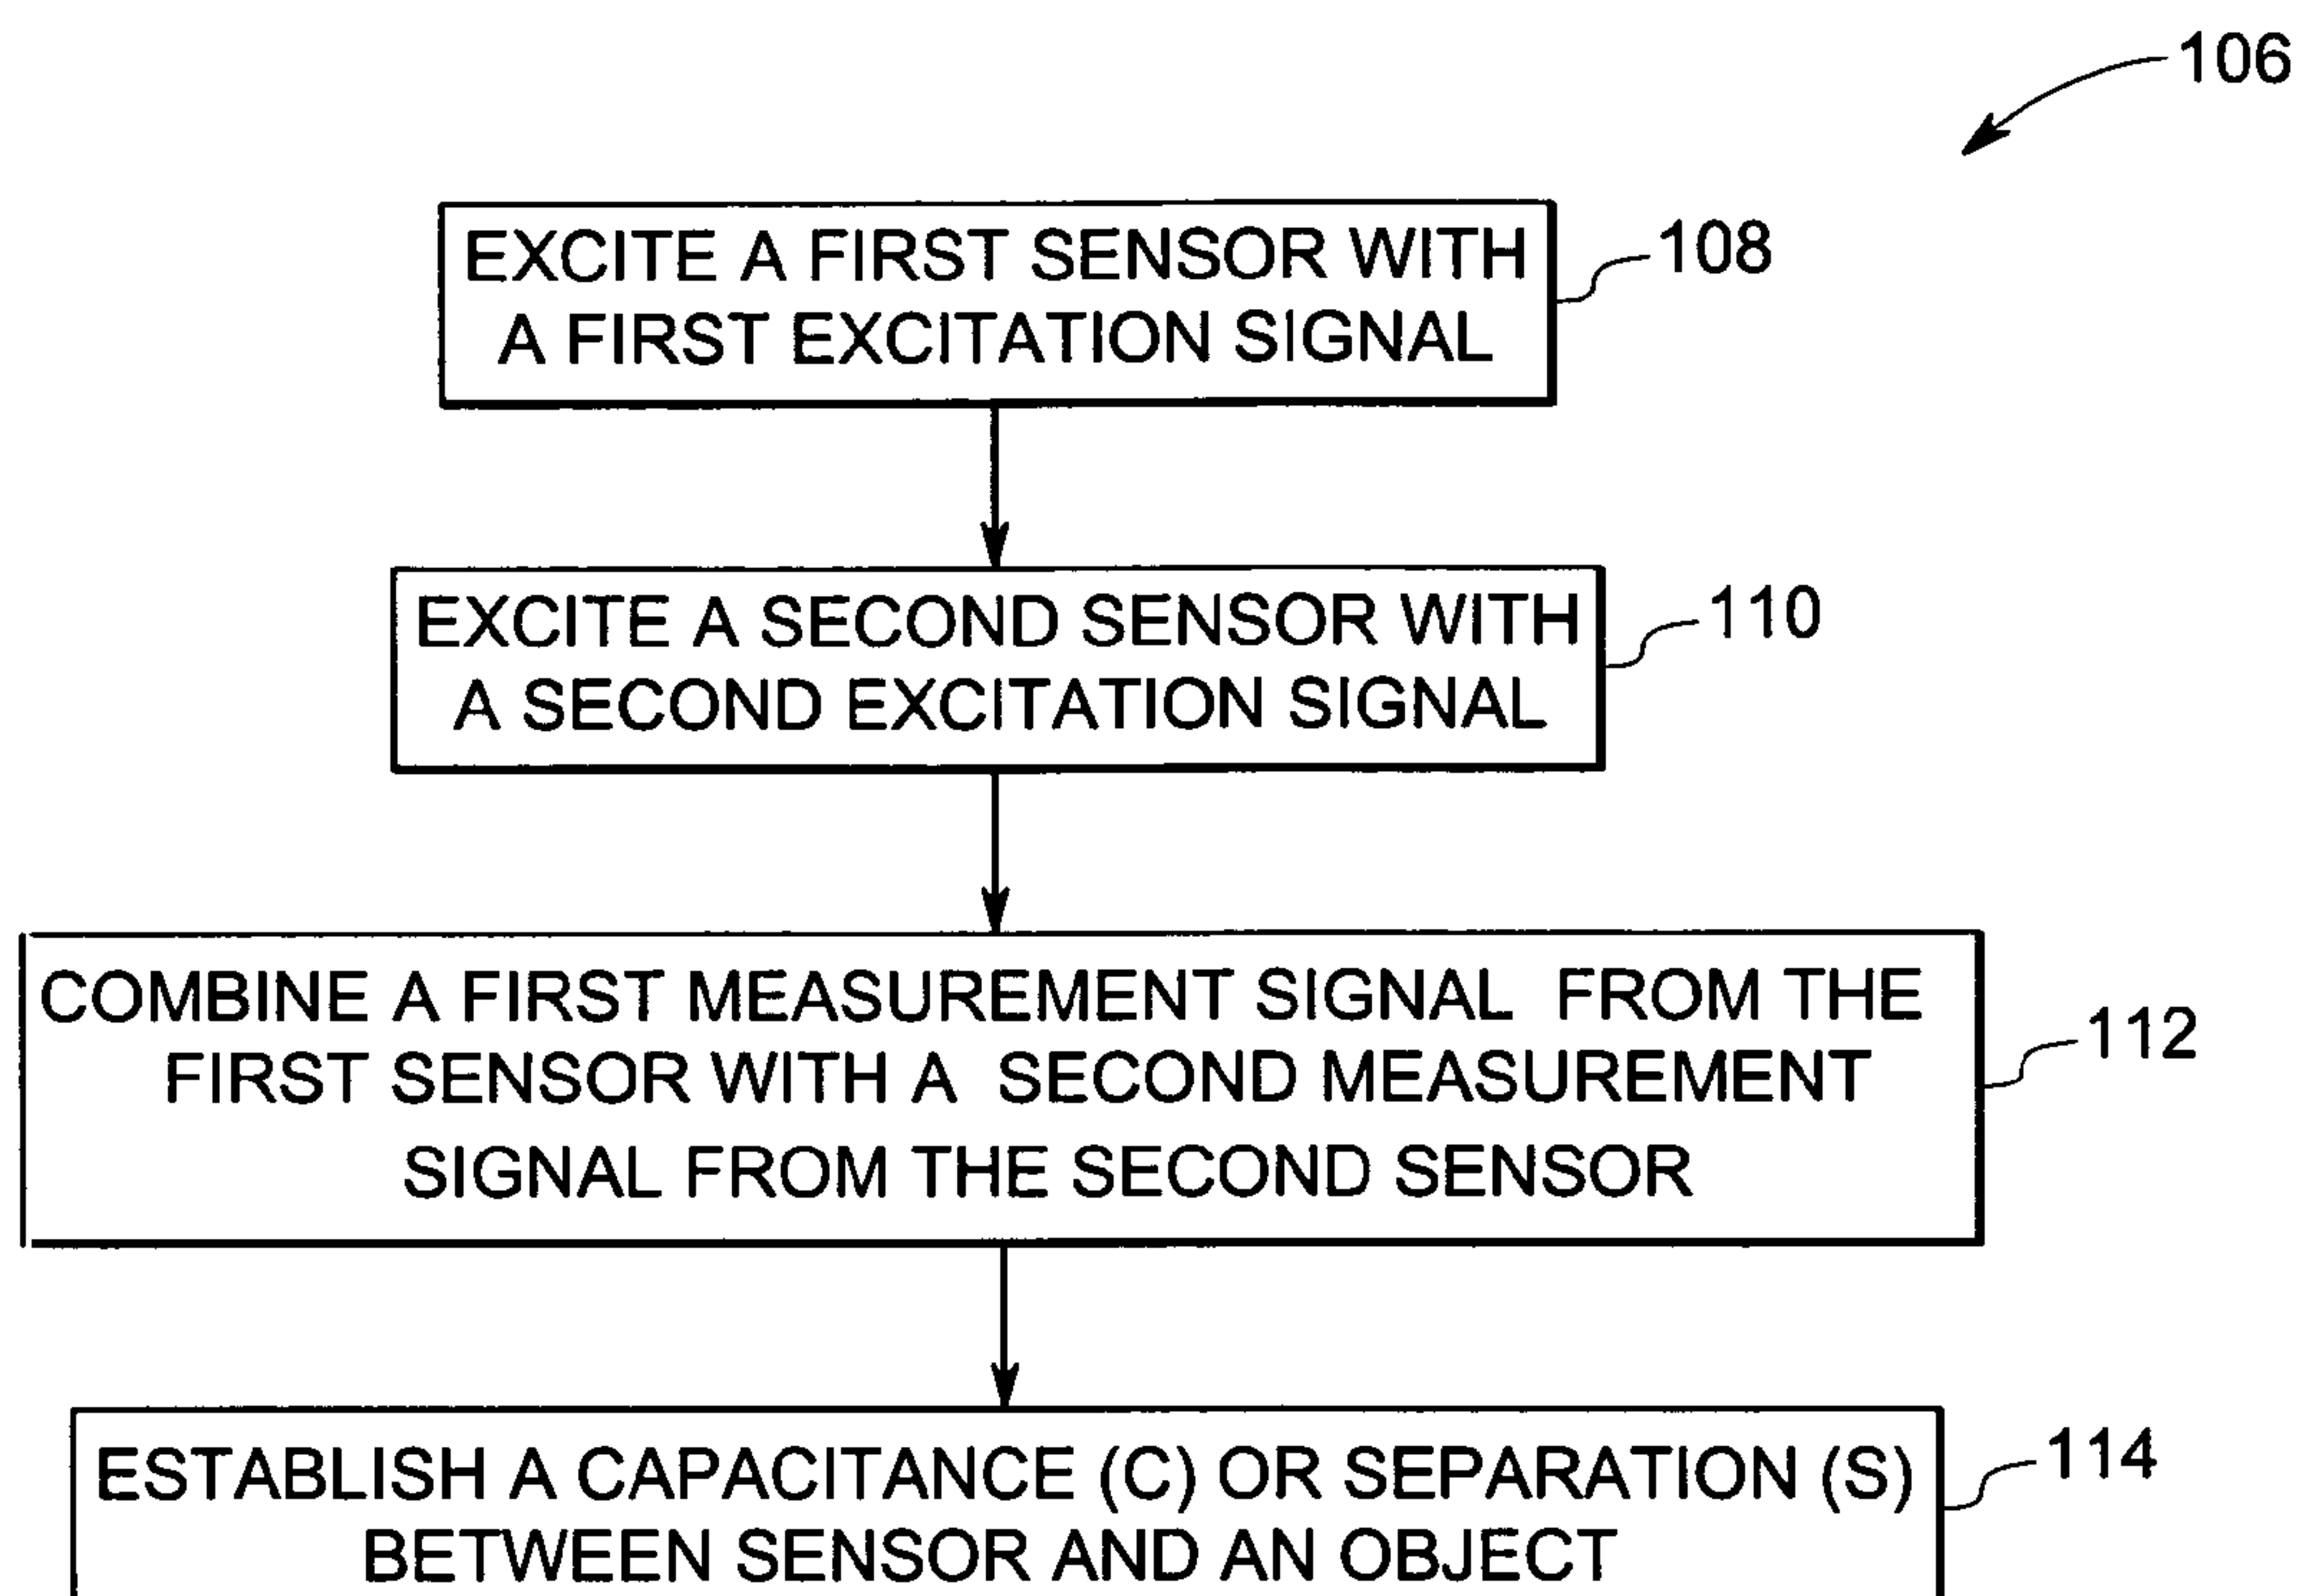 106
EXCITE A FIRST SENSOR WITH
A FIRST EXCITATION SIGNAL
108
EXCITE A SECOND SENSOR WITH
A SECOND EXCITATION SIGNAL
110
COMBINE A FIRST MEASUREMENT SIGNAL FROM THE
FIRST SENSOR WITH A SECOND MEASUREMENT
SIGNAL FROM THE SECOND SENSOR
112
ESTABLISH A CAPACITANCE (C) OR SEPARATION (S)
BETWEEN SENSOR AND AN OBJECT
114